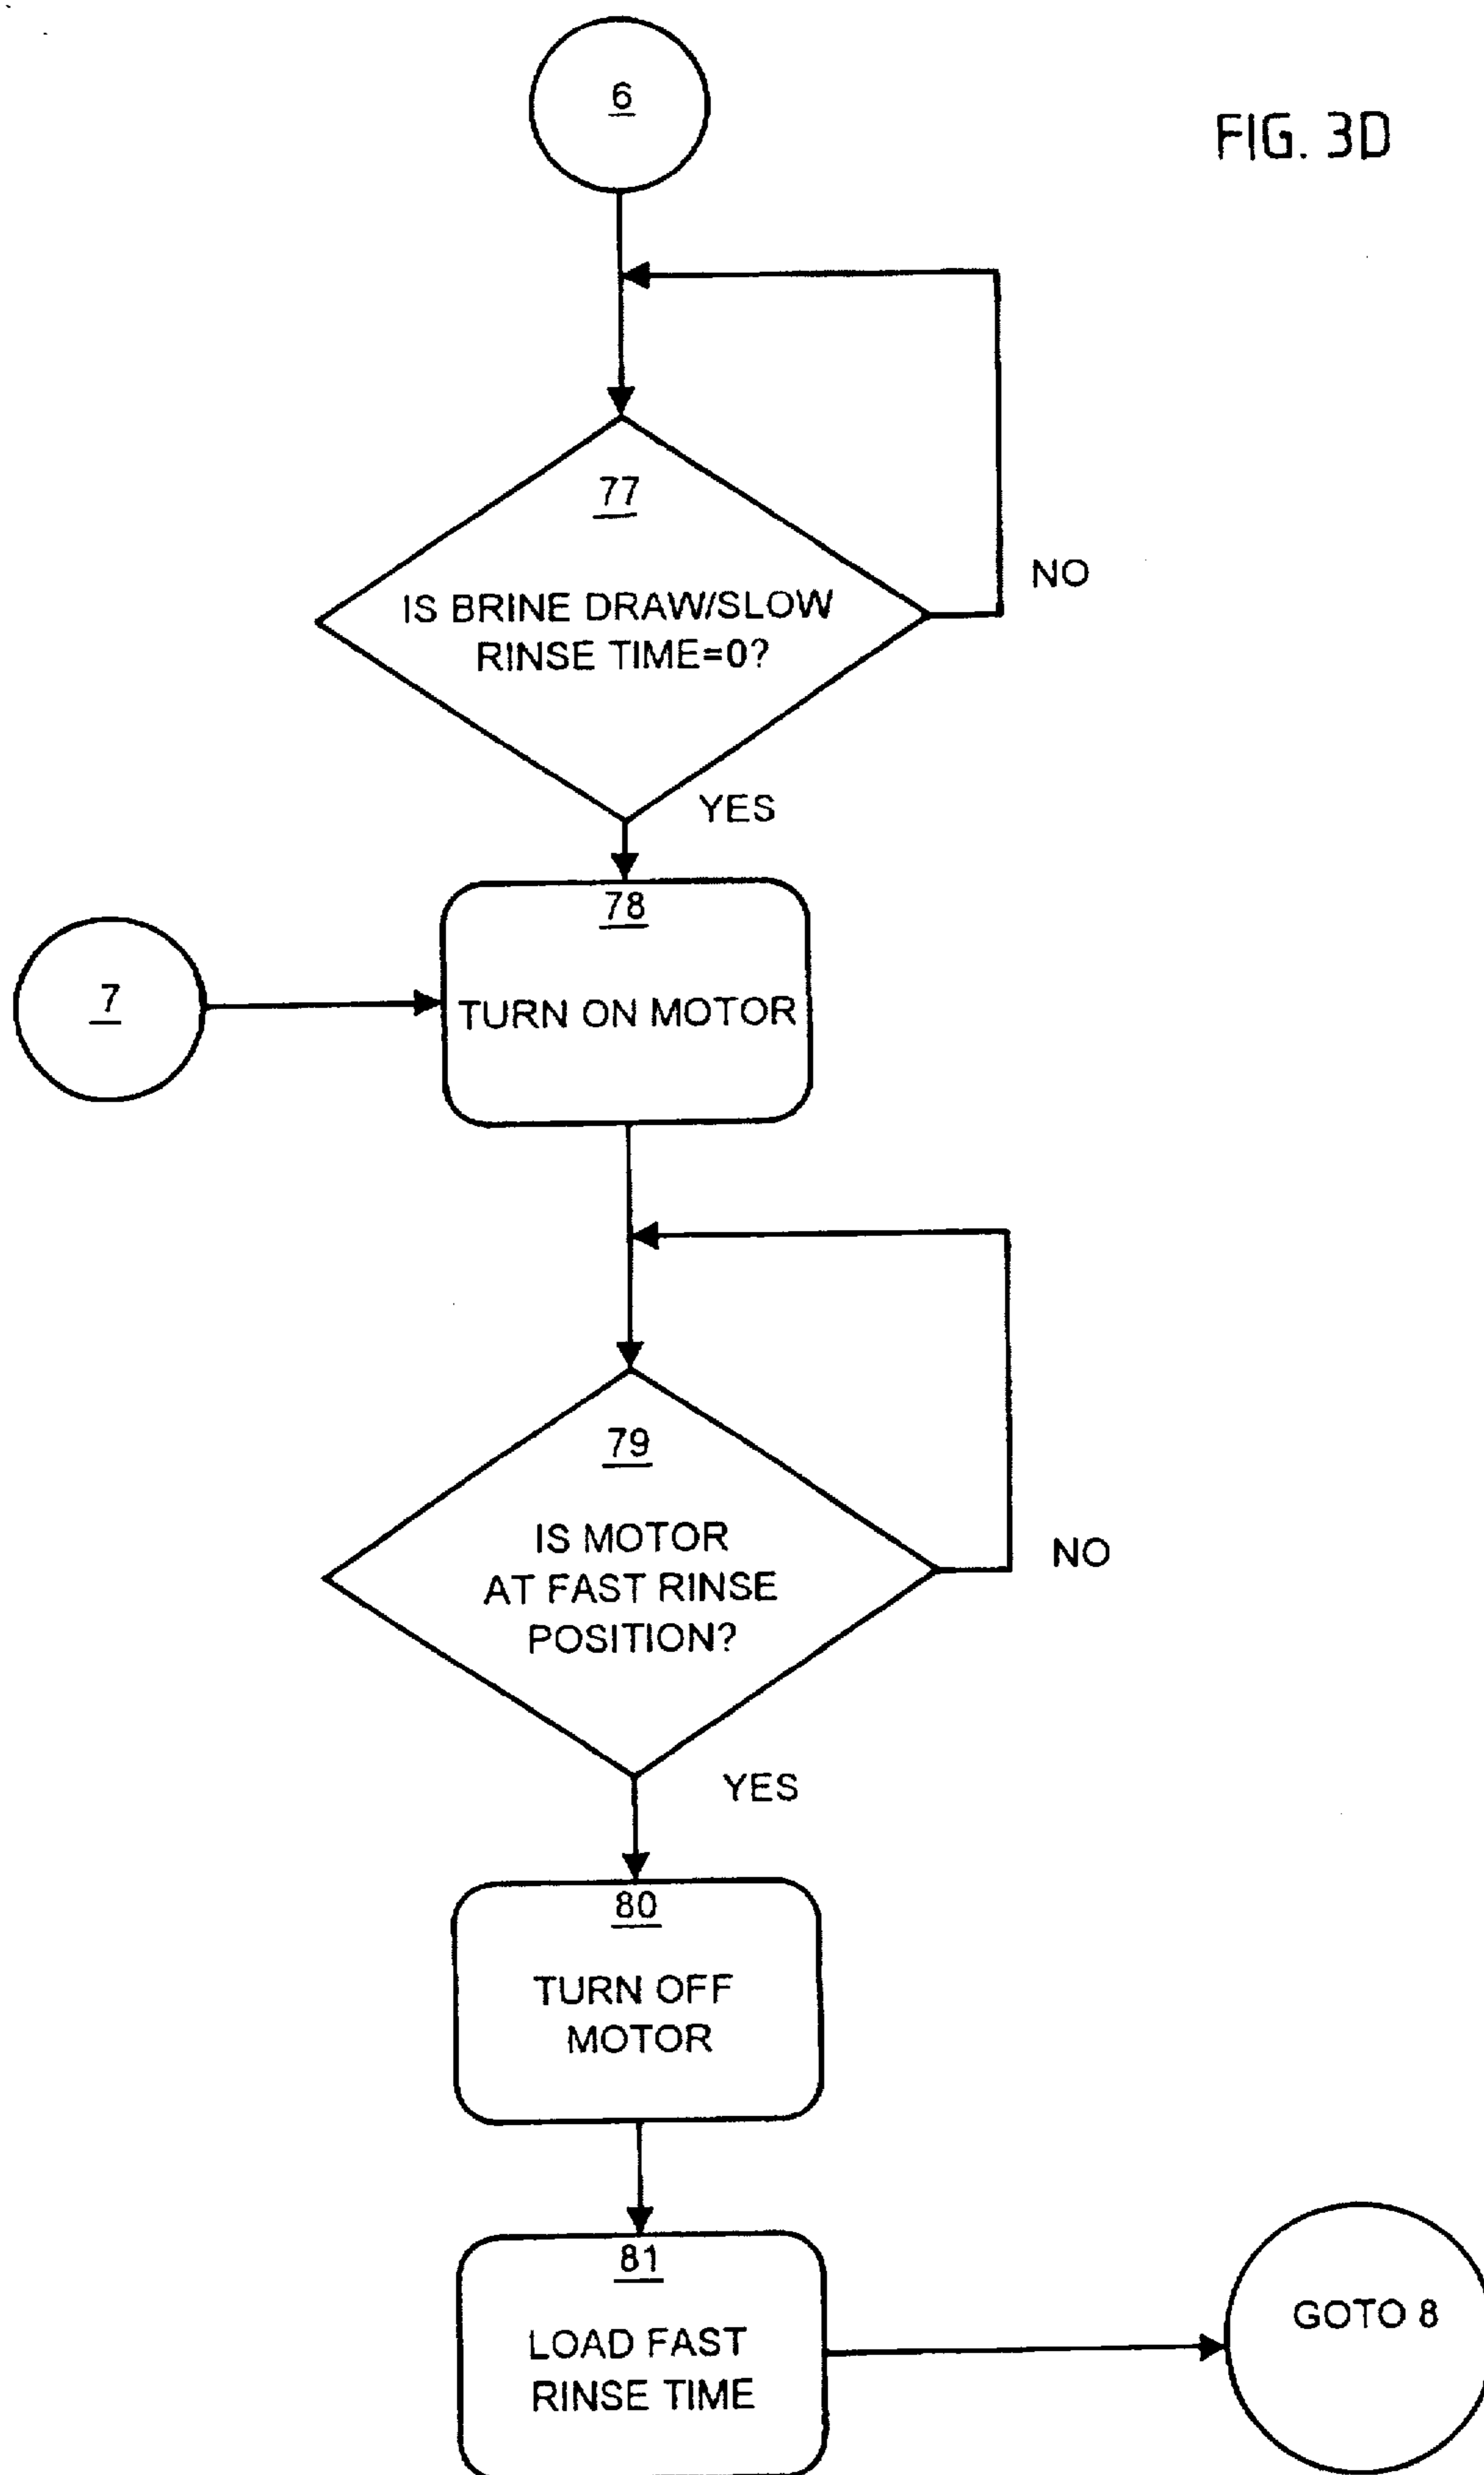 6
FIG. 3D
77
IS BRINE DRAW/SLOW
RINSE TIME=0?
NO
YES
78
TURN ON MOTOR
7
79
IS MOTOR
AT FAST RINSE
POSITION?
NO
YES
80
TURN OFF
MOTOR
81
LOAD FAST
RINSE TIME
GOTO 8